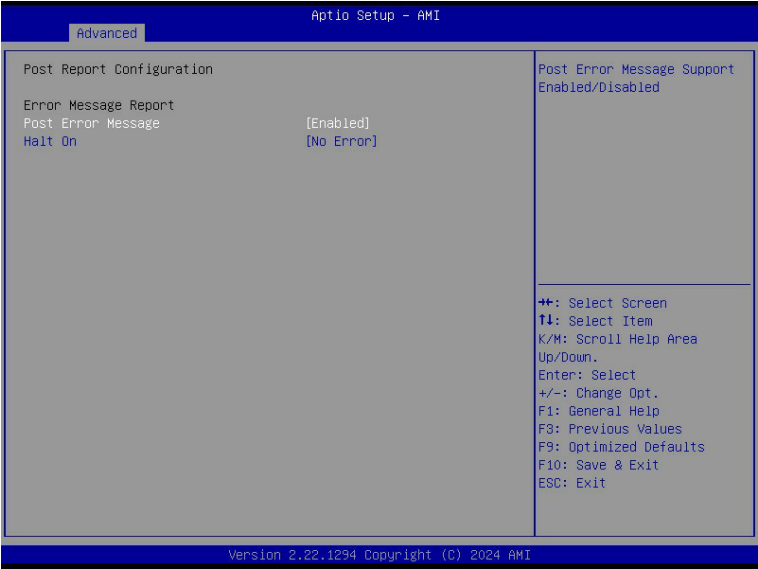 Aptio Setup – AMI
Advanced
Post Report Configuration
Error Message Report
Post Error Message [Enabled]
Halt On [No Error]
Post Error Message Support
Enabled/Disabled
→←: Select Screen
↑↓: Select Item
K/M: Scroll Help Area
Up/Down.
Enter: Select
+/-: Change Opt.
F1: General Help
F3: Previous Values
F9: Optimized Defaults
F10: Save & Exit
ESC: Exit
Version 2.22.1294 Copyright (C) 2024 AMI